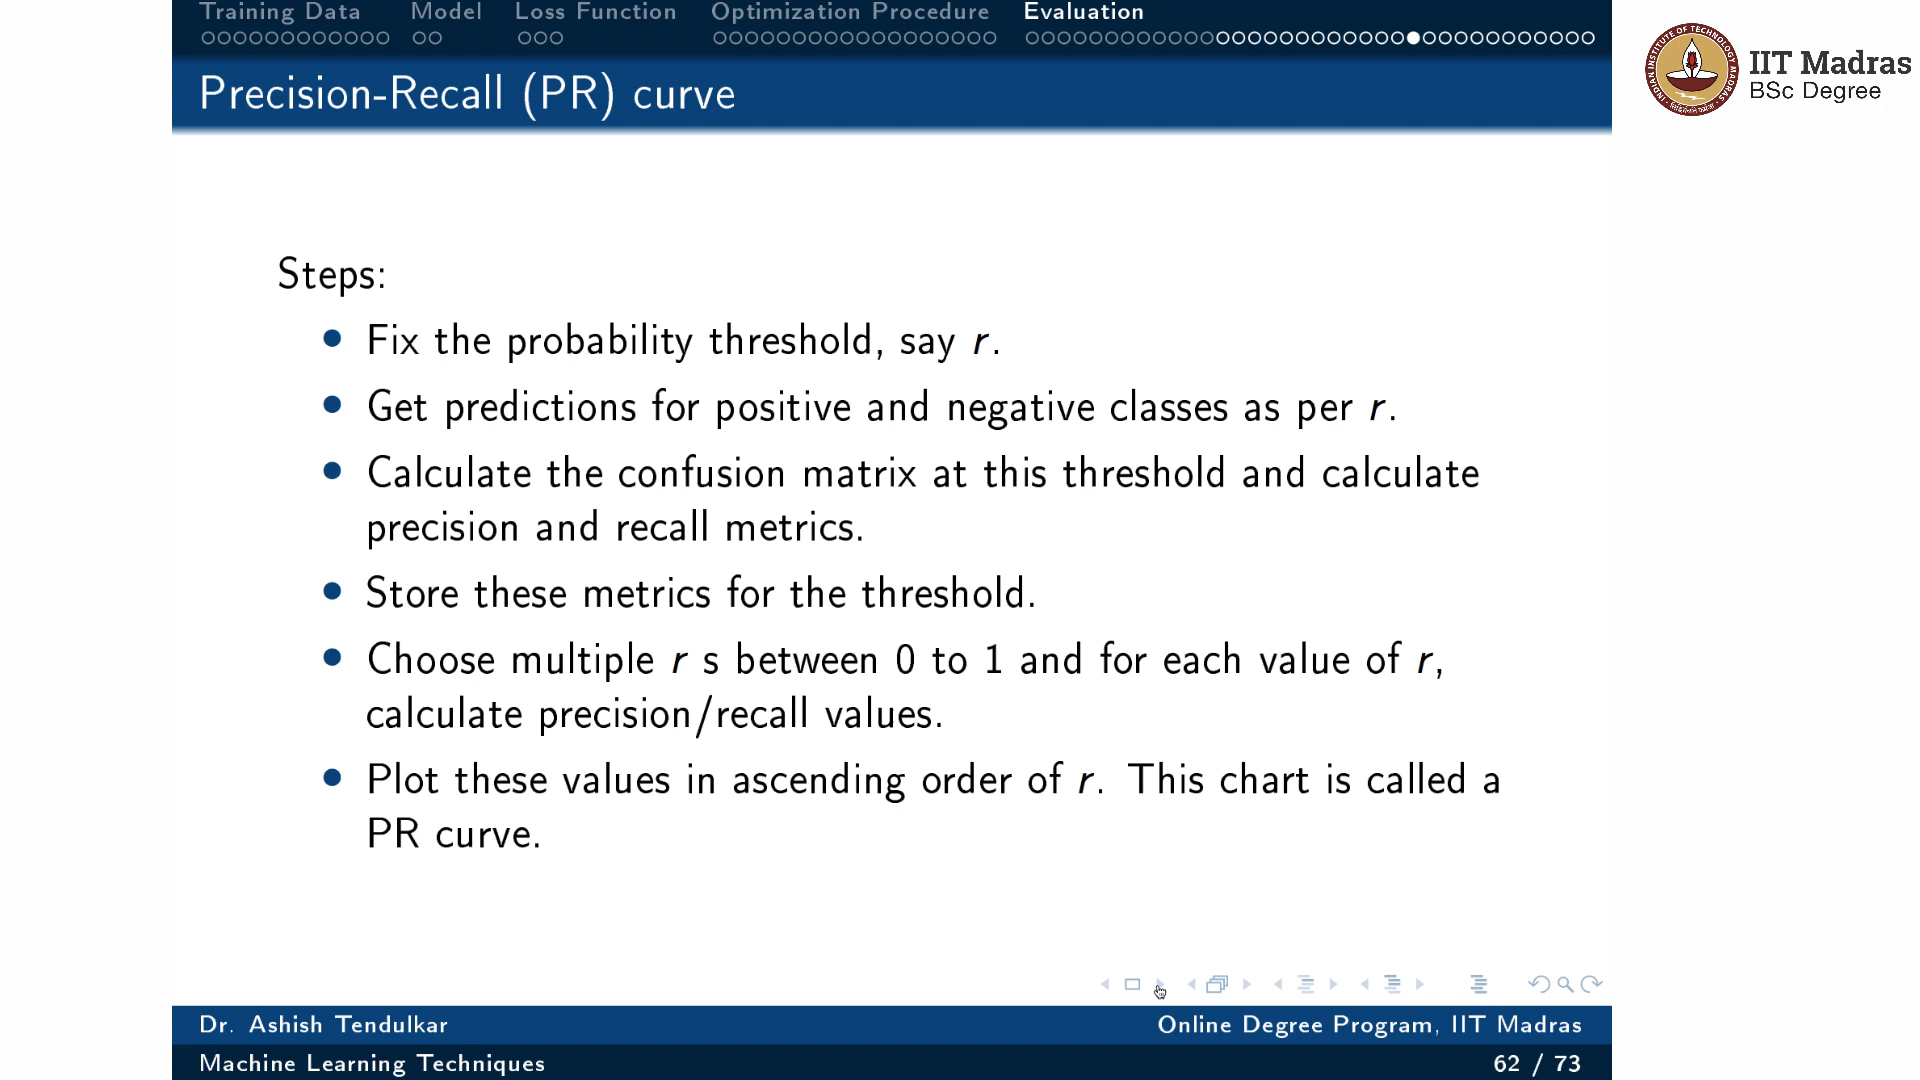 Training Data Model Loss Function Optimization Procedure Evaluation
IIT Madras
BSc Degree
Precision-Recall (PR) curve
Steps:
• Fix the probability threshold, say r.
• Get predictions for positive and negative classes as per r.
• Calculate the confusion matrix at this threshold and calculate
precision and recall metrics.
• Store these metrics for the threshold.
• Choose multiple r s between 0 to 1 and for each value of r,
calculate precision/recall values.
• Plot these values in ascending order of r. This chart is called a
PR curve.
Dr. Ashish Tendulkar Online Degree Program, IIT Madras
Machine Learning Techniques 62 / 73